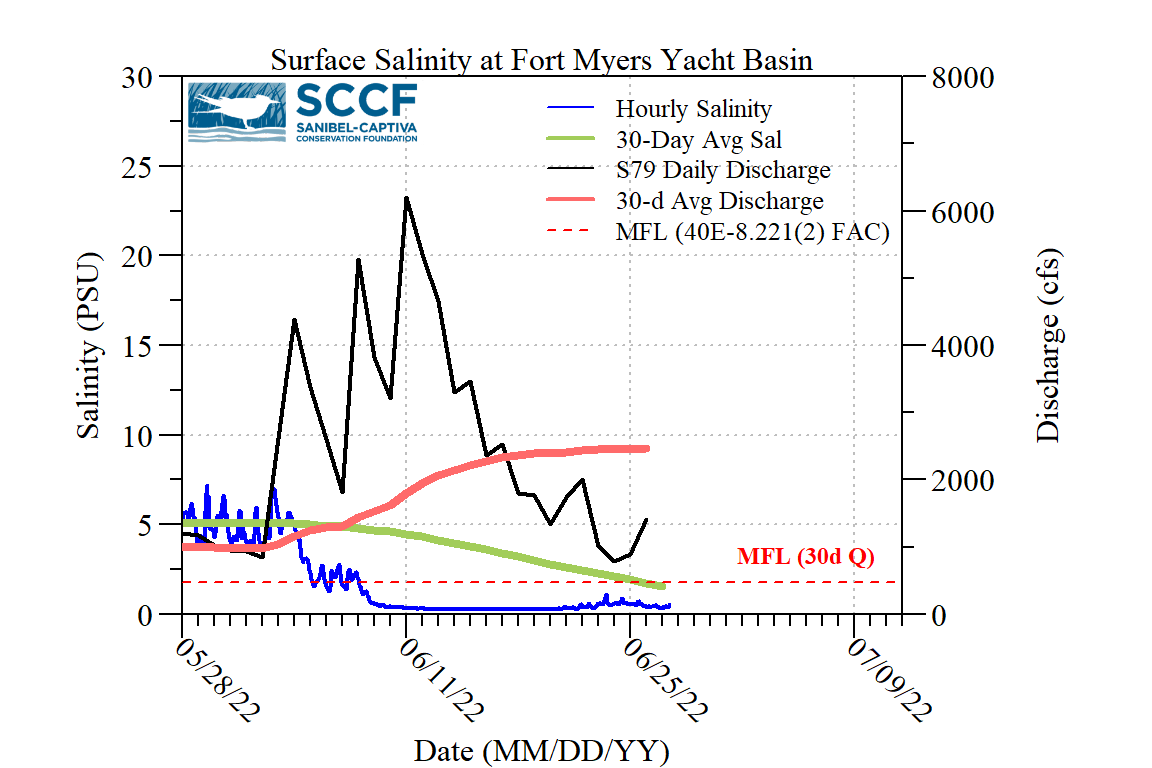 Surface Salinity at Fort Myers Yacht Basin
30
25
20
15
10
5
0
Salinity (PSU)
SCCF
SANIBEL-CAPTIVA
CONSERVATION FOUNDATION
Hourly Salinity
30-Day Avg Sal
S79 Daily Discharge
30-d Avg Discharge
MFL (40E-8.221(2) FAC)
MFL (30d Q)
8000
6000
4000
2000
0
Discharge (cfs)
05/28/22
06/11/22
06/25/22
07/09/22
Date (MM/DD/YY)